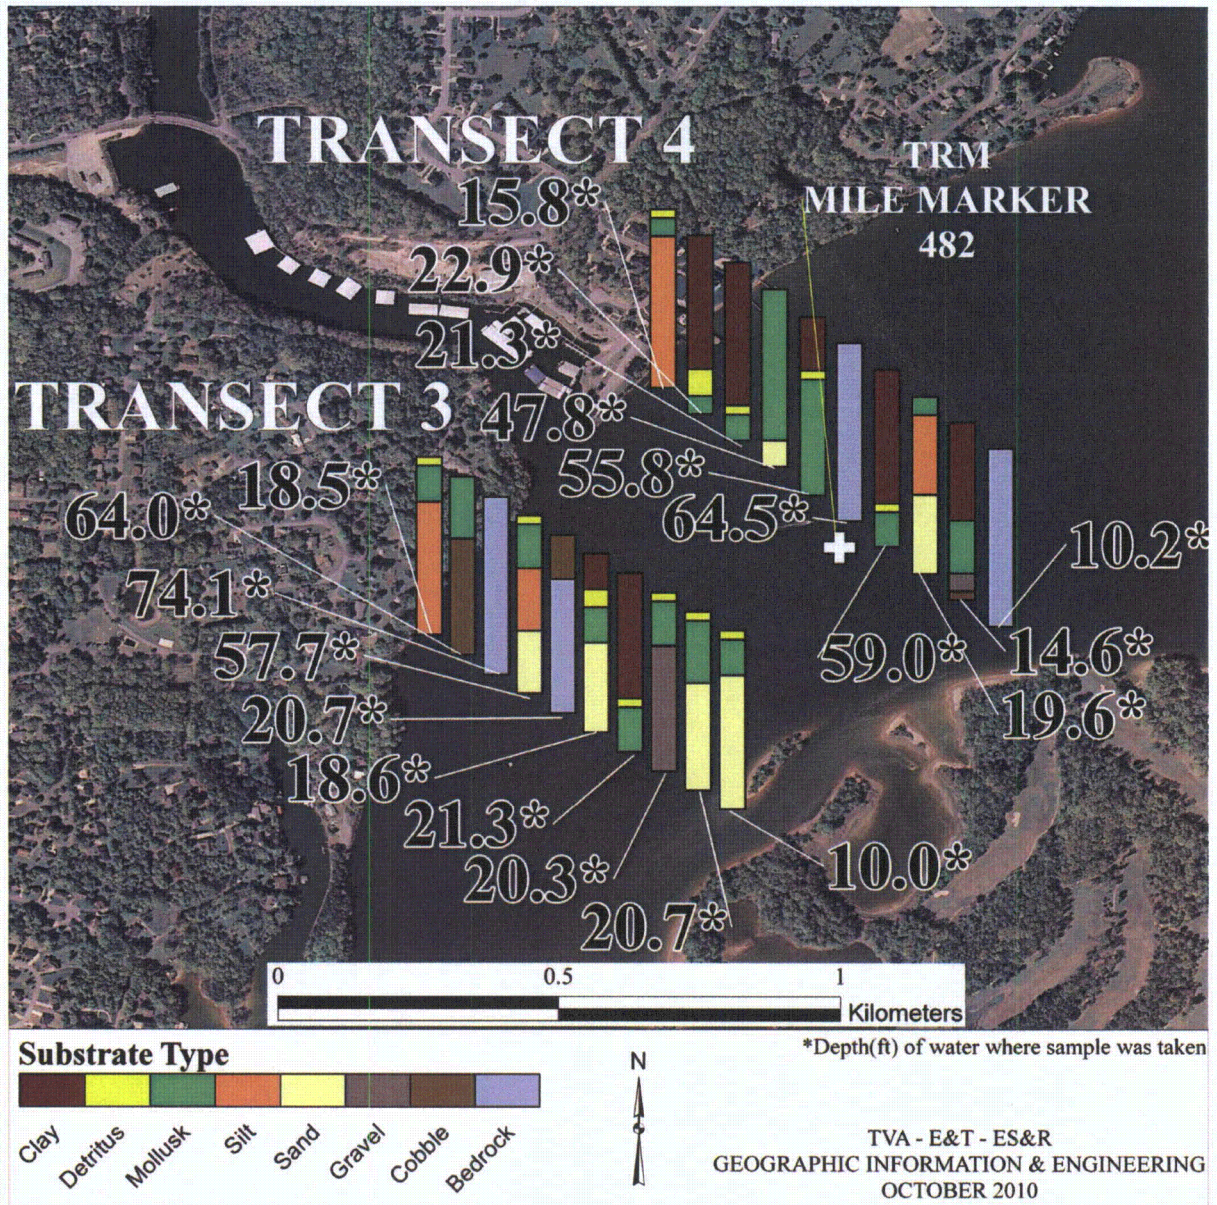 TRANSECT 4
TRM
MILE MARKER
482
15.8*
22.9*
21.3*
47.8*
55.8*
64.5*
59.0*
19.6*
14.6*
10.2*
TRANSECT 3
18.5*
64.0*
74.1*
57.7*
20.7*
18.6*
21.3*
20.3*
20.7*
10.0*
0 0.5 1
Kilometers
Substrate Type
Clay
Detritus
Mollusk
Silt
Sand
Gravel
Cobble
Bedrock
N
*Depth(ft) of water where sample was taken
TVA - E&T - ES&R
GEOGRAPHIC INFORMATION & ENGINEERING
OCTOBER 2010